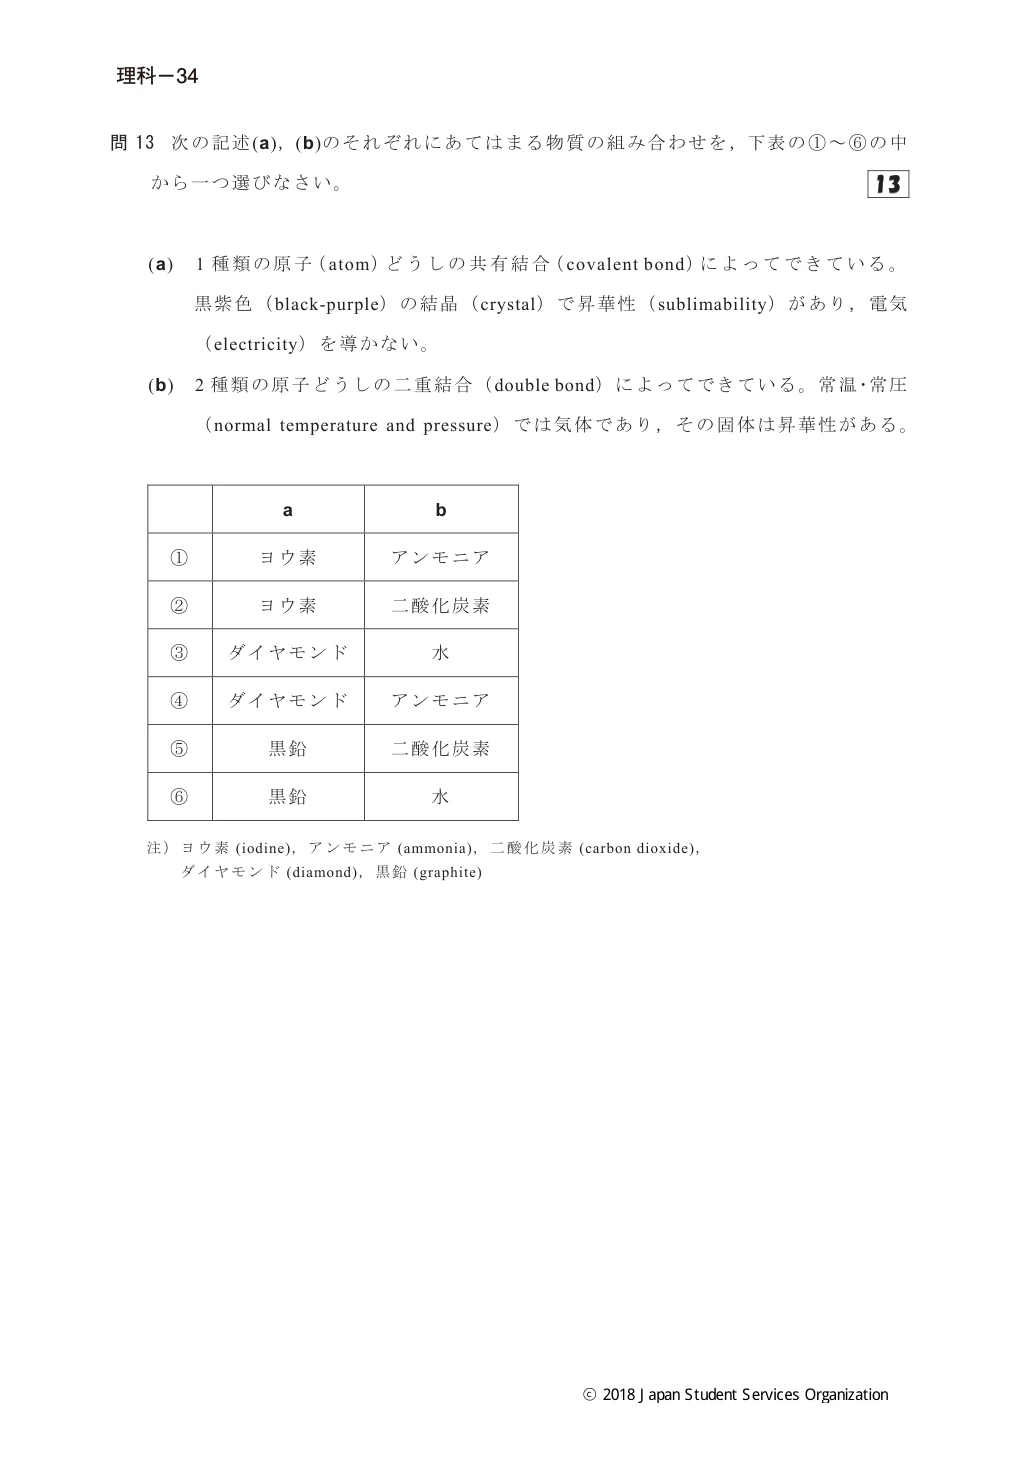 理科－34
問 13 次の記述(a)，(b)のそれぞれにあてはまる物質の組み合わせを，下表の①～⑥の中
から一つ選びなさい。 13
(a) 1 種類の原子（atom）どうしの共有結合（covalent bond）によってできている。
黒紫色（black-purple）の結晶（crystal）で昇華性（sublimability）があり，電気
（electricity）を導かない。
(b) 2 種類の原子どうしの二重結合（double bond）によってできている。常温・常圧
（normal temperature and pressure）では気体であり，その固体は昇華性がある。
a b
① ヨウ素 アンモニア
② ヨウ素 二酸化炭素
③ ダイヤモンド 水
④ ダイヤモンド アンモニア
⑤ 黒鉛 二酸化炭素
⑥ 黒鉛 水
注）ヨウ素 (iodine)，アンモニア (ammonia)，二酸化炭素 (carbon dioxide)，
ダイヤモンド (diamond)，黒鉛 (graphite)
© 2018 Japan Student Services Organization